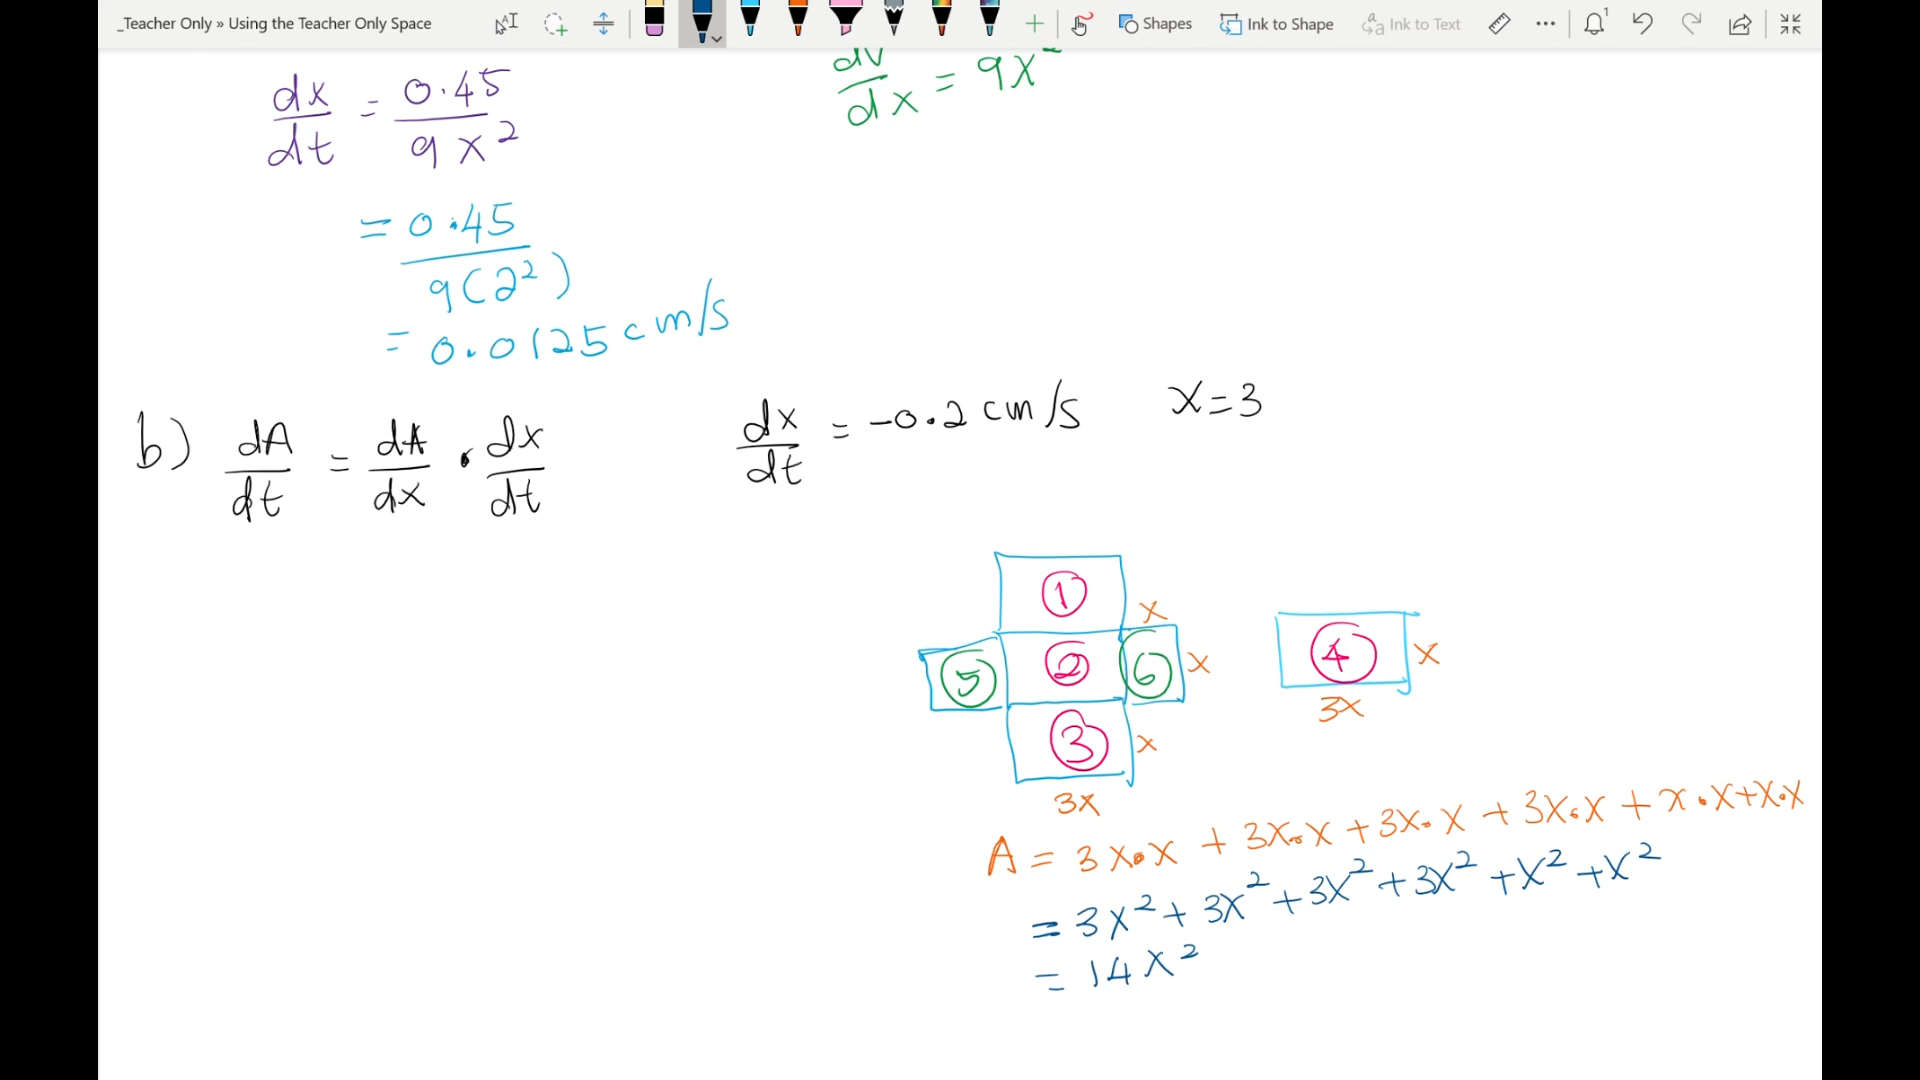 _Teacher Only » Using the Teacher Only Space
Shapes
Ink to Shape
Ink to Text
1
dx/dt = 0.45/9x²
dv/dx = 9x²
= 0.45/9(2²)
= 0.0125 cm/s
b) dA/dt = dA/dx · dx/dt
dx/dt = -0.2 cm/s
x=3
1
x
5
2
6
x
3
x
3x
4
x
3x
A = 3x·x + 3x·x + 3x·x + 3x·x + x·x+x·x
= 3x² + 3x² + 3x² + 3x² + x² + x²
= 14x²